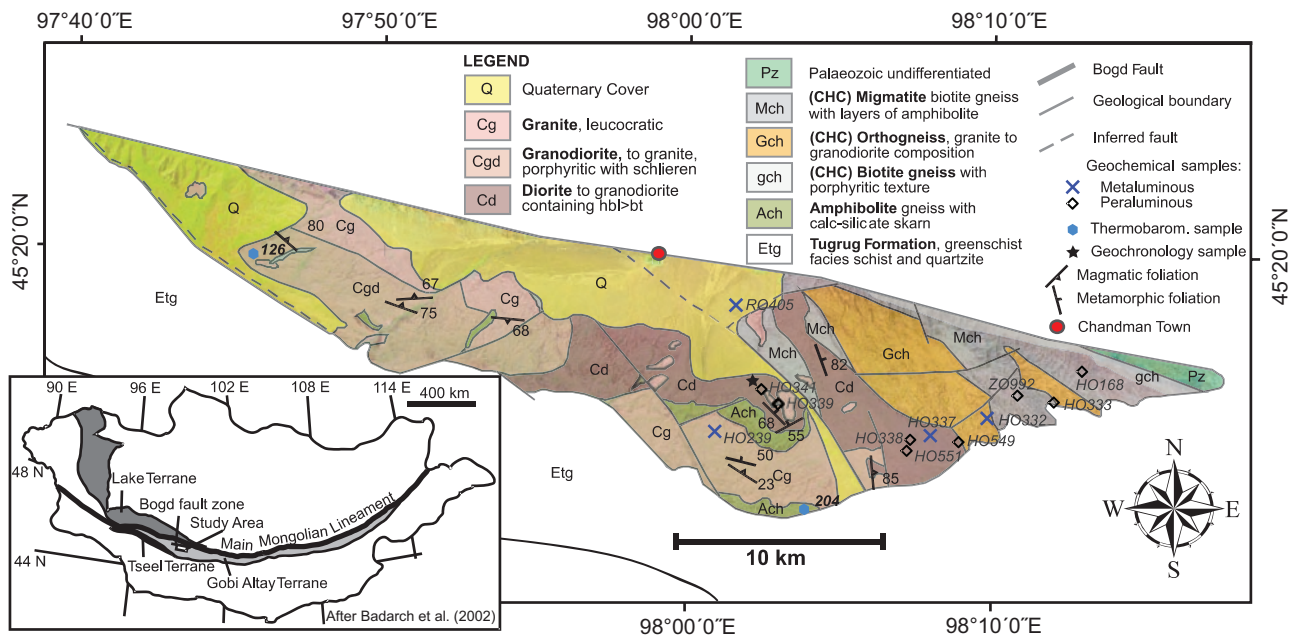 97°40´0˝E
97°50´0˝E
98°00´0˝E
98°10´0˝E
LEGEND
Q Quaternary Cover
Cg Granite, leucocratic
Cgd Granodiorite, to granite,
porphyritic with schlieren
Cd Diorite to granodiorite
containing hbl>bt
Pz Palaeozoic undifferentiated
Mch (CHC) Migmatite biotite gneiss
with layers of amphibolite
Gch (CHC) Orthogneiss, granite to
granodiorite composition
gch (CHC) Biotite gneiss with
porphyritic texture
Ach Amphibolite gneiss with
calc-silicate skarn
Etg Tugrug Formation, greenschist
facies schist and quartzite
Bogd Fault
Geological boundary
Inferred fault
Geochemical samples:
Metaluminous
Peraluminous
Thermobarom. sample
Geochronology sample
Magmatic foliation
Metamorphic foliation
Chandman Town
45°20´0˝N
45°20´0˝N
Q
80 Cg
126
Etg
Cgd
67
75
Cg
68
Q
RO405
Mch
Mch
82
Gch
Mch
gch
Pz
Cd
Cd
Cd
HO341
HO339
Ach
68
55
HO239
Cg
50
23
Cg
Ach
204
85
HO338
HO337
HO551
HO549
HO332
ZO992
HO333
HO168
Etg
10 km
N
W
E
S
98°00´0˝E
98°10´0˝E
90 E
96 E
102 E
108 E
114 E
400 km
48 N
44 N
Lake Terrane
Bogd fault zone
Study Area
Main Mongolian Lineament
Tseel Terrane
Gobi Altay Terrane
After Badarch et al. (2002)